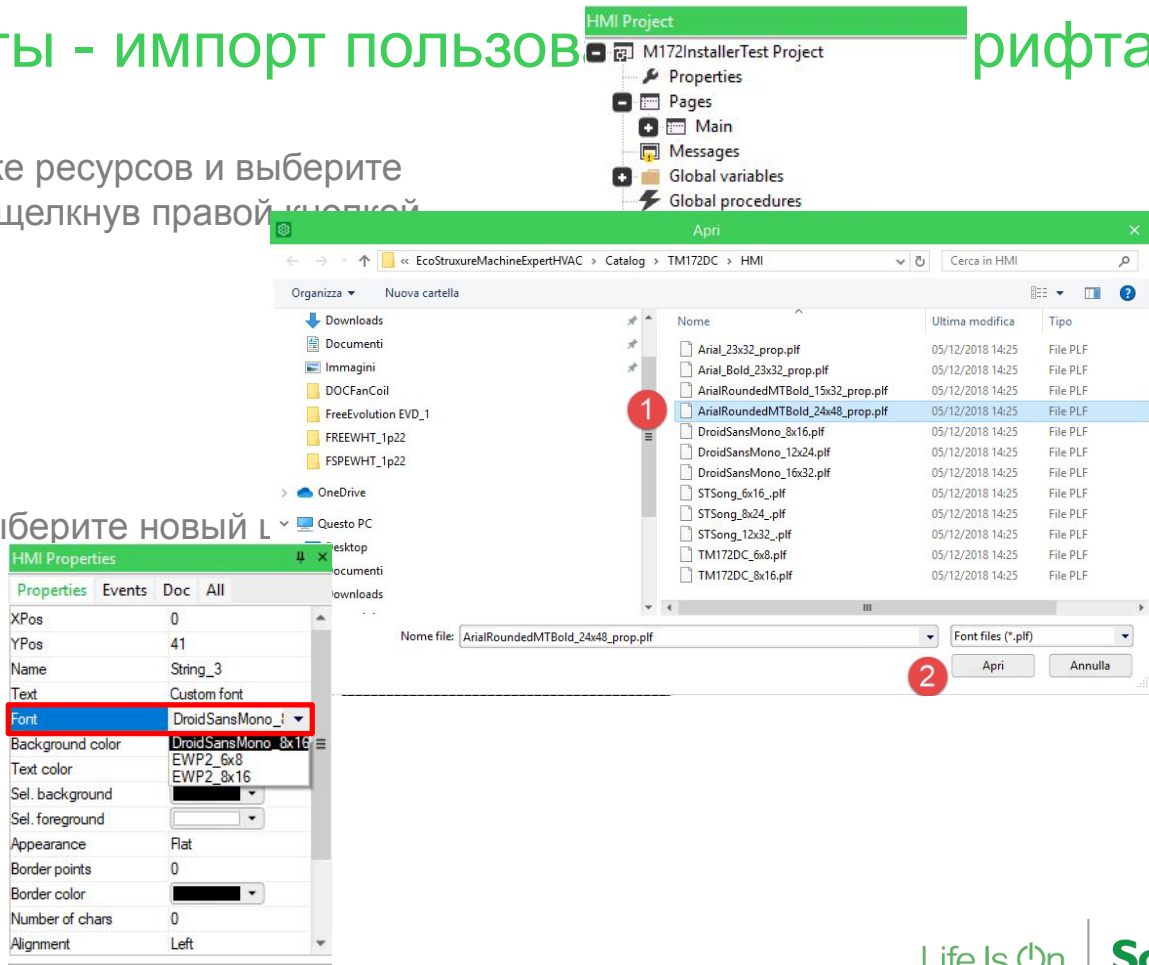 ты - импорт пользова рифта
HMI Project
M172InstallerTest Project
Properties
Pages
Main
Messages
Global variables
Global procedures
ке ресурсов и выберите
щелкнув правой кнопкой
Apri
« EcoStruxureMachineExpertHVAC > Catalog > TM172DC > HMI
Cerca in HMI
Organizza
Nuova cartella
Downloads
Documenti
Immagini
DOCFanCoil
FreeEvolution EVD_1
FREEWHT_1p22
FSPEWHT_1p22
OneDrive
Questo PC
Desktop
Documenti
Downloads
Nome Ultima modifica Tipo
Arial_23x32_prop.plf 05/12/2018 14:25 File PLF
Arial_Bold_23x32_prop.plf 05/12/2018 14:25 File PLF
ArialRoundedMTBold_15x32_prop.plf 05/12/2018 14:25 File PLF
1
ArialRoundedMTBold_24x48_prop.plf 05/12/2018 14:25 File PLF
DroidSansMono_8x16.plf 05/12/2018 14:25 File PLF
DroidSansMono_12x24.plf 05/12/2018 14:25 File PLF
DroidSansMono_16x32.plf 05/12/2018 14:25 File PLF
STSong_6x16_.plf 05/12/2018 14:25 File PLF
STSong_8x24_.plf 05/12/2018 14:25 File PLF
STSong_12x32_.plf 05/12/2018 14:25 File PLF
TM172DC_6x8.plf 05/12/2018 14:25 File PLF
TM172DC_8x16.plf 05/12/2018 14:25 File PLF
Nome file: ArialRoundedMTBold_24x48_prop.plf
Font files (*.plf)
2
Apri
Annulla
ыберите новый
HMI Properties
Properties Events Doc All
XPos 0
YPos 41
Name String_3
Text Custom font
Font DroidSansMono_
Background color DroidSansMono_8x16
EWP2_6x8
Text color EWP2_8x16
Sel. background
Sel. foreground
Appearance Flat
Border points 0
Border color
Number of chars 0
Alignment Left
Life Is On